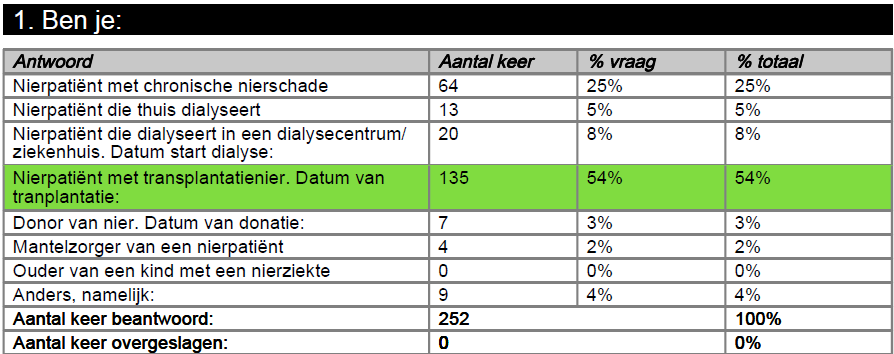 1. Ben je:
Antwoord Aantal keer % vraag % totaal
Nierpatiënt met chronische nierschade 64 25% 25%
Nierpatiënt die thuis dialyseert 13 5% 5%
Nierpatiënt die dialyseert in een dialysecentrum/ 20 8% 8%
ziekenhuis. Datum start dialyse:
Nierpatiënt met transplantatienier. Datum van 135 54% 54%
tranplantatie:
Donor van nier. Datum van donatie: 7 3% 3%
Mantelzorger van een nierpatiënt 4 2% 2%
Ouder van een kind met een nierziekte 0 0% 0%
Anders, namelijk: 9 4% 4%
Aantal keer beantwoord: 252 100%
Aantal keer overgeslagen: 0 0%